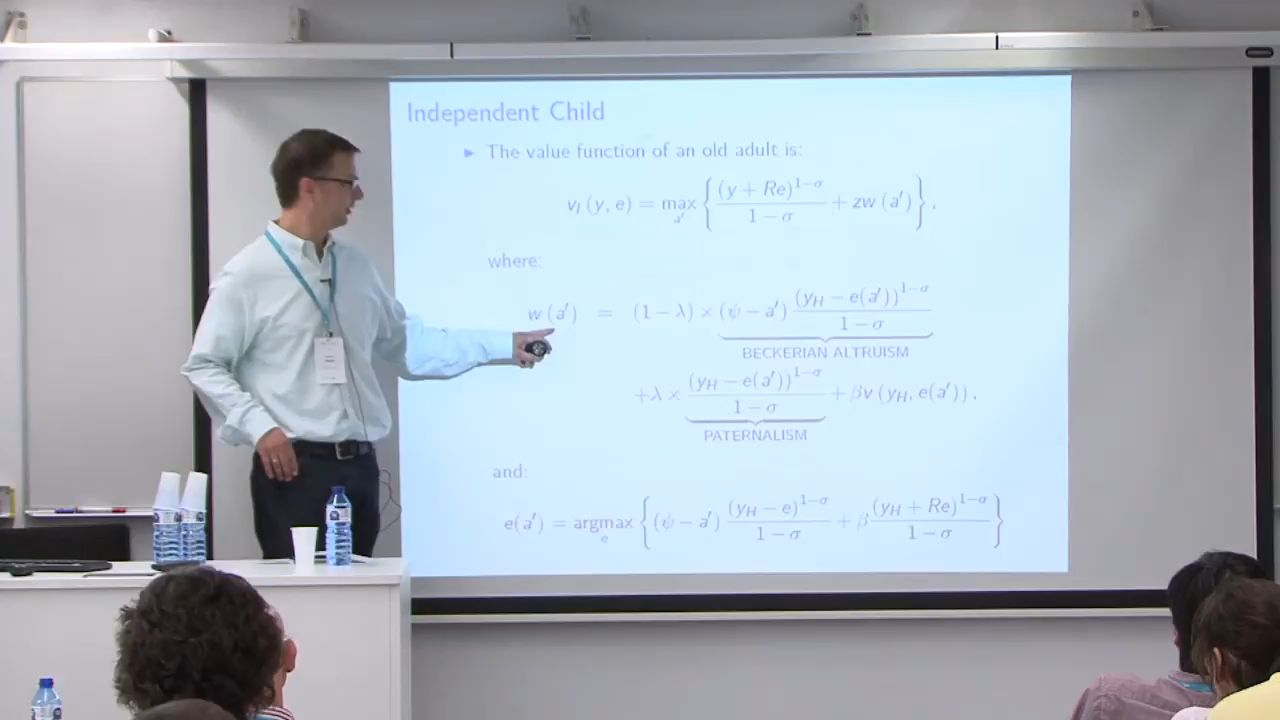 Independent Child
▶ The value function of an old adult is:
v_I (y, e) = max_{a′} { (y + Re)^{1−σ} / (1 − σ) + zw (a′) } ,
where:
w (a′) = (1 − λ) × (ψ − a′) (y_H − e(a′))^{1−σ} / (1 − σ)
BECKERIAN ALTRUISM
+λ × (y_H − e(a′))^{1−σ} / (1 − σ) + βv (y_H, e(a′)) ,
PATERNALISM
and:
e(a′) = argmax_e { (ψ − a′) (y_H − e)^{1−σ} / (1 − σ) + β (y_H + Re)^{1−σ} / (1 − σ) }